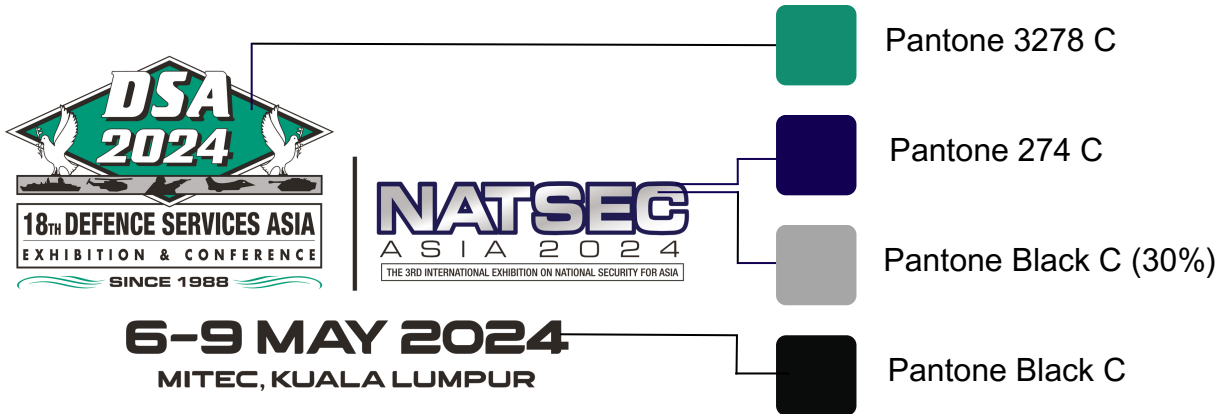 DSA
2024
18TH DEFENCE SERVICES ASIA
EXHIBITION & CONFERENCE
SINCE 1988
NATSEC
ASIA 2024
THE 3RD INTERNATIONAL EXHIBITION ON NATIONAL SECURITY FOR ASIA
6-9 MAY 2024
MITEC, KUALA LUMPUR
Pantone 3278 C
Pantone 274 C
Pantone Black C (30%)
Pantone Black C